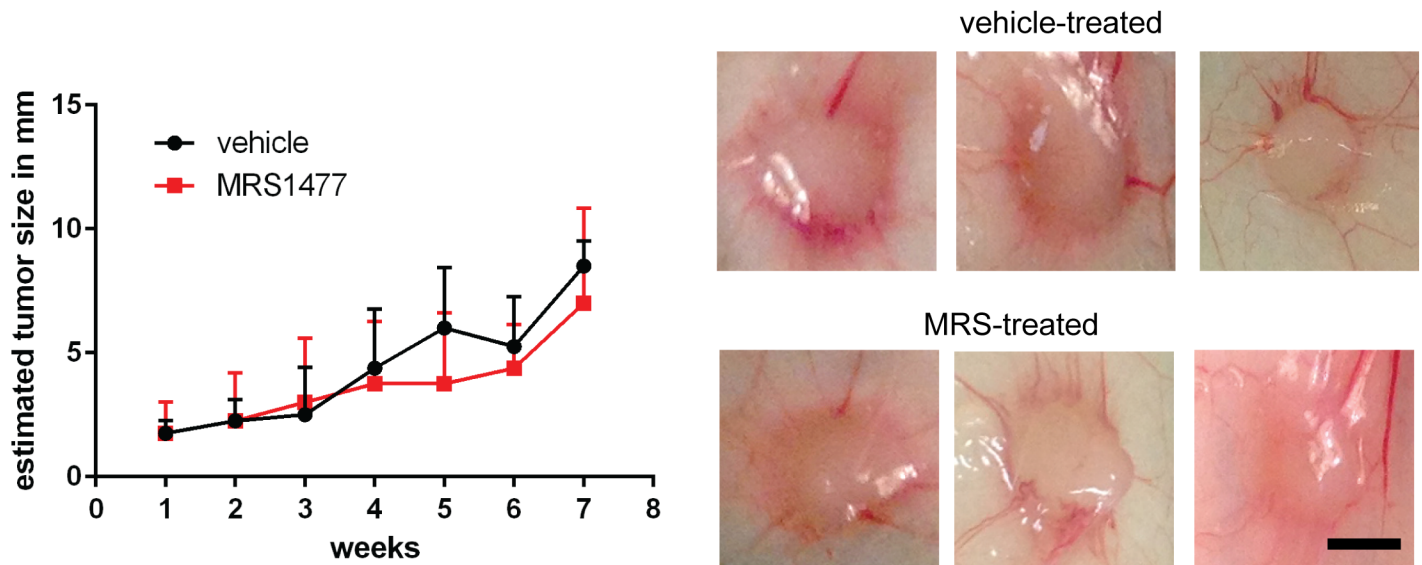 estimated tumor size in mm
15
10
5
0
0 1 2 3 4 5 6 7 8
weeks
vehicle
MRS1477
vehicle-treated
MRS-treated